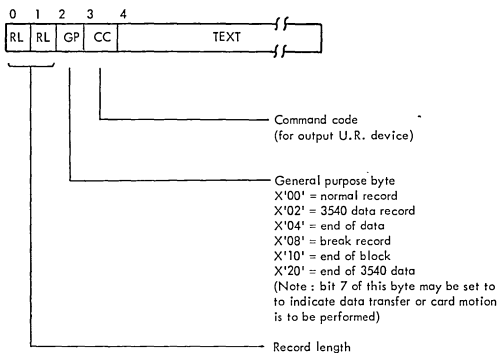 0 1 2 3 4
RL RL GP CC TEXT
Command code
(for output U.R. device)
General purpose byte
X'00' = normal record
X'02' = 3540 data record
X'04' = end of data
X'08' = break record
X'10' = end of block
X'20' = end of 3540 data
(Note : bit 7 of this byte may be set to
to indicate data transfer or card motion
is to be performed)
Record length